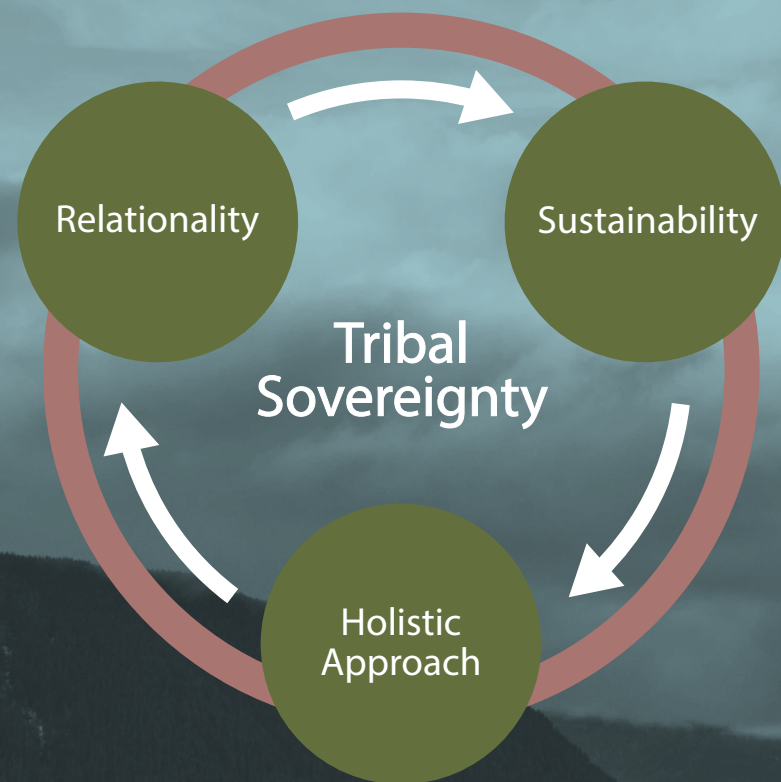 Relationality
Sustainability
Tribal
Sovereignty
Holistic
Approach